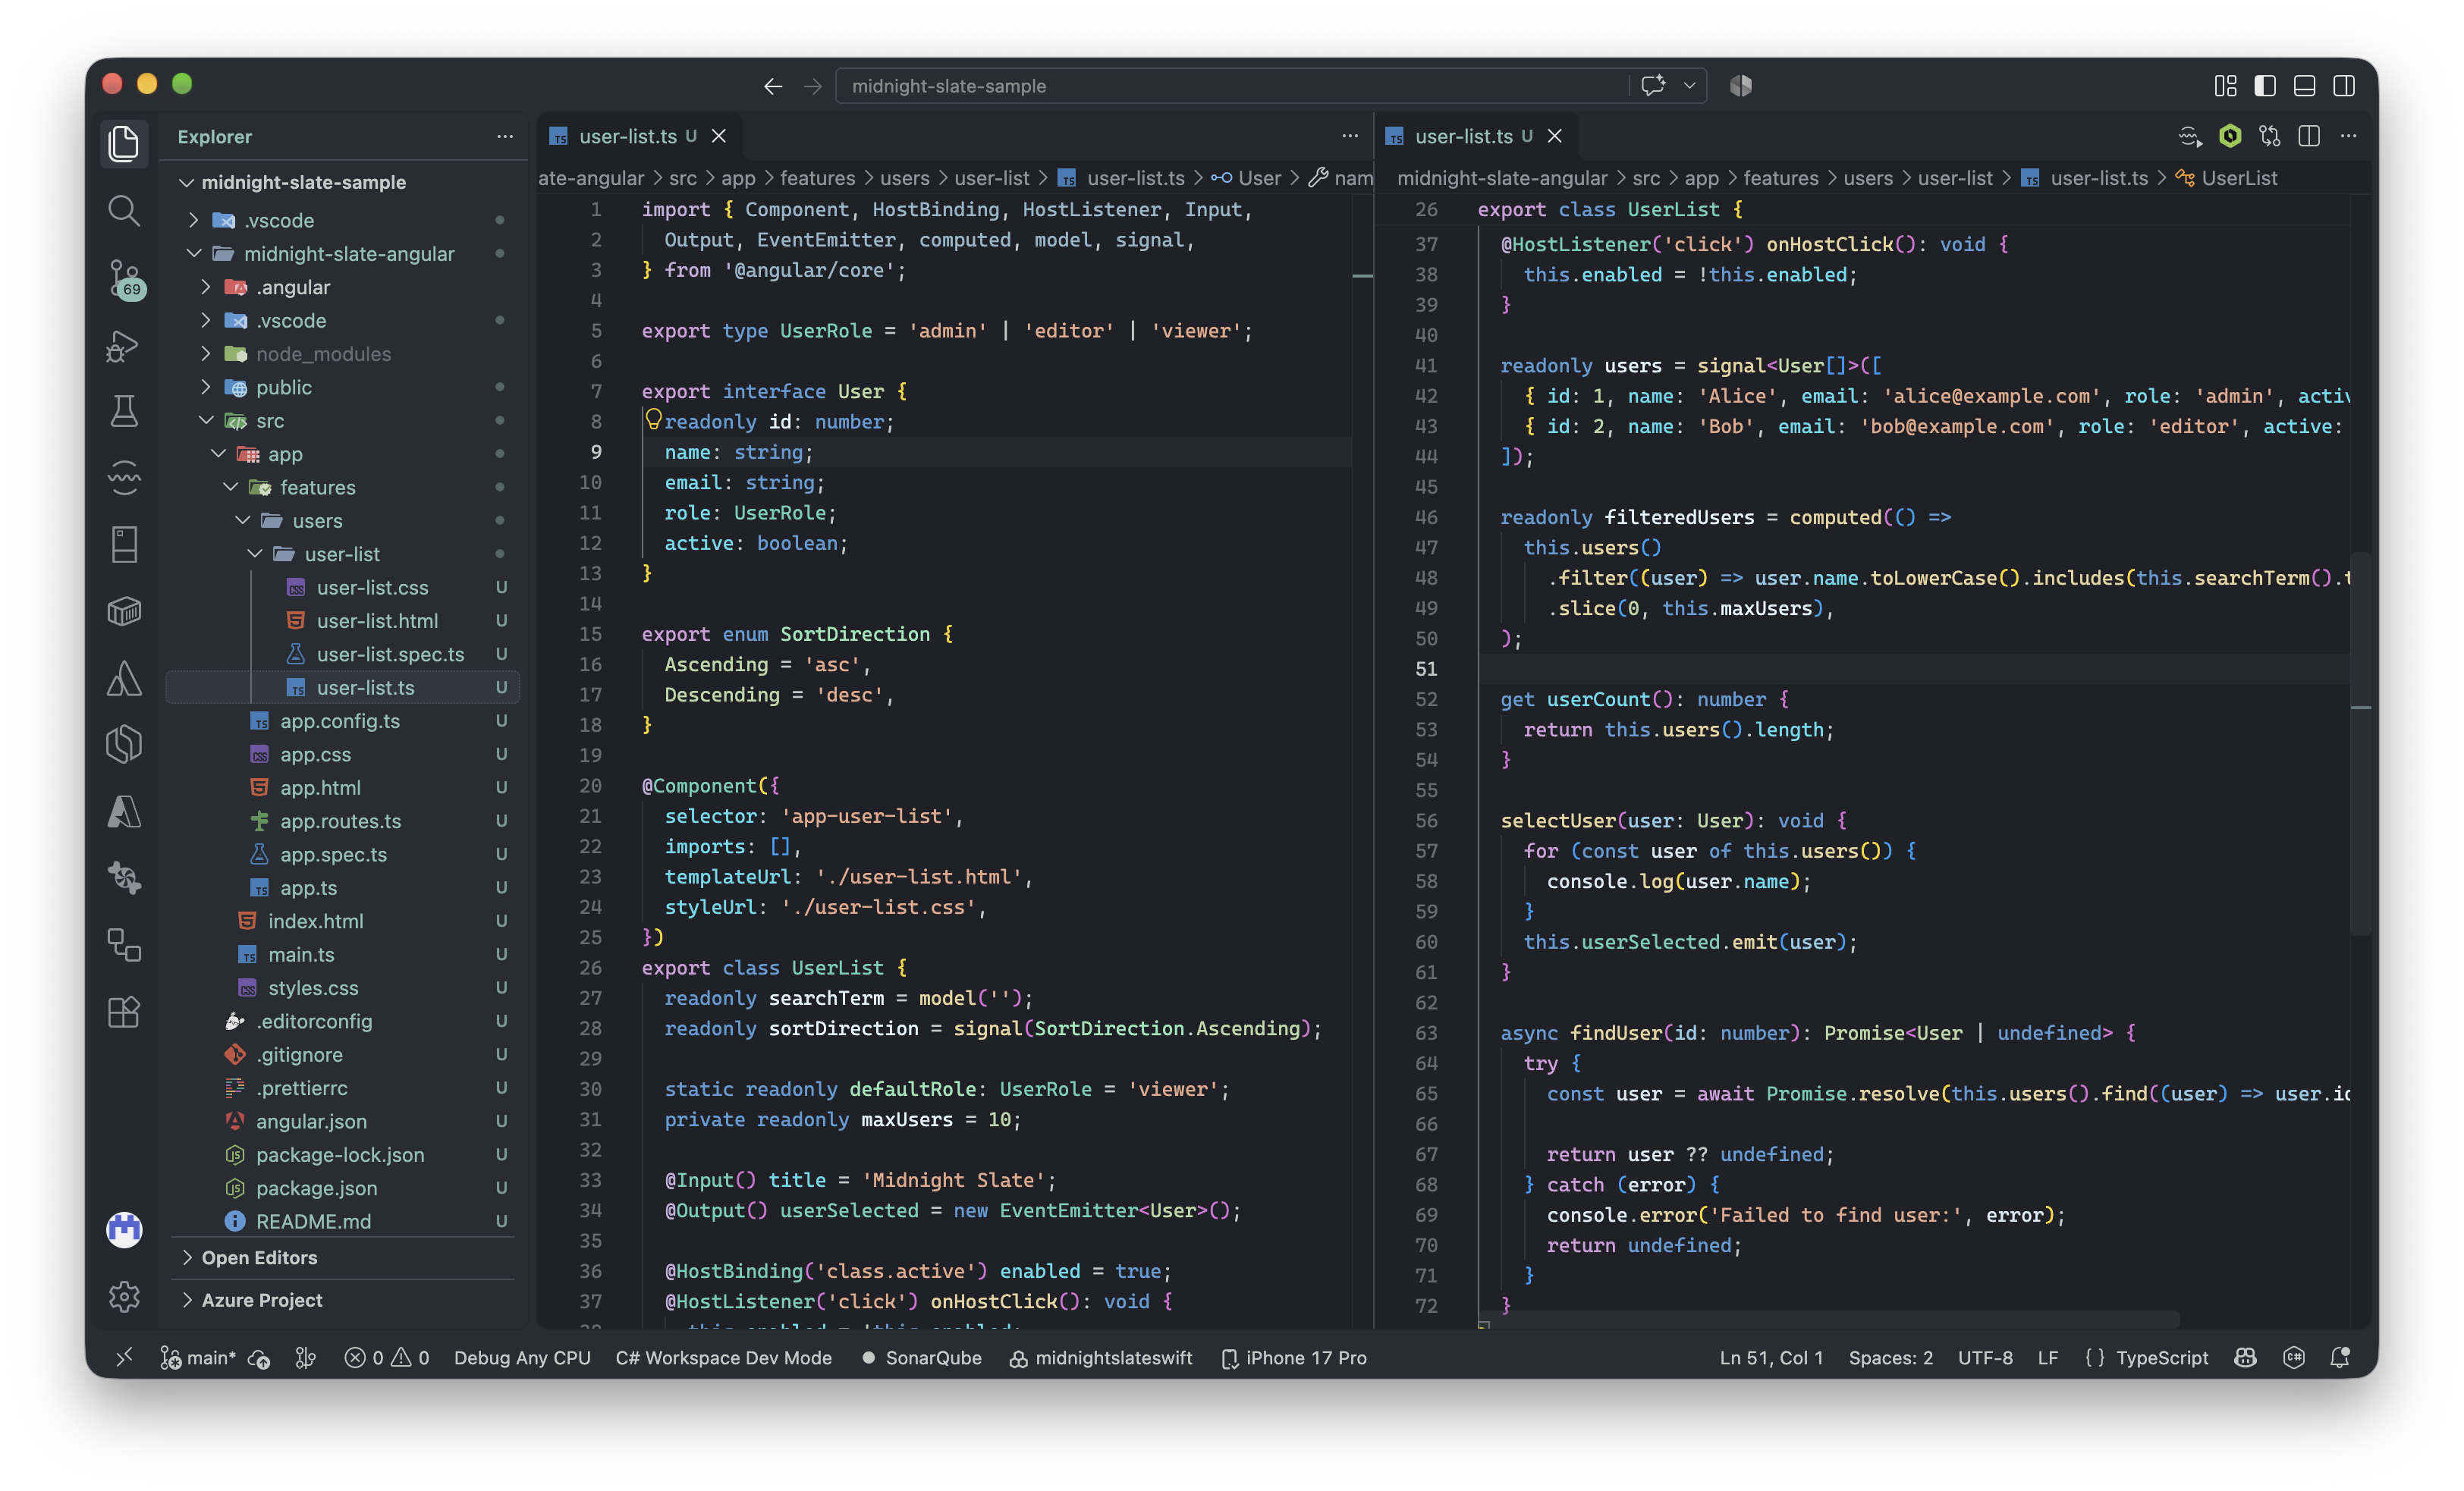 midnight-slate-sample
Explorer
midnight-slate-sample
.vscode
midnight-slate-angular
.angular
.vscode
node_modules
public
src
app
features
users
user-list
user-list.css U
user-list.html U
user-list.spec.ts U
user-list.ts U
app.config.ts U
app.css U
app.html U
app.routes.ts U
app.spec.ts U
app.ts U
index.html U
main.ts U
styles.css U
.editorconfig U
.gitignore U
.prettierrc U
angular.json U
package-lock.json U
package.json U
README.md U
Open Editors
Azure Project
69
TS user-list.ts U
ate-angular > src > app > features > users > user-list > TS user-list.ts > User > nam
1 import { Component, HostBinding, HostListener, Input,
2 Output, EventEmitter, computed, model, signal,
3 } from '@angular/core';
4
5 export type UserRole = 'admin' | 'editor' | 'viewer';
6
7 export interface User {
8 readonly id: number;
9 name: string;
10 email: string;
11 role: UserRole;
12 active: boolean;
13 }
14
15 export enum SortDirection {
16 Ascending = 'asc',
17 Descending = 'desc',
18 }
19
20 @Component({
21 selector: 'app-user-list',
22 imports: [],
23 templateUrl: './user-list.html',
24 styleUrl: './user-list.css',
25 })
26 export class UserList {
27 readonly searchTerm = model('');
28 readonly sortDirection = signal(SortDirection.Ascending);
29
30 static readonly defaultRole: UserRole = 'viewer';
31 private readonly maxUsers = 10;
32
33 @Input() title = 'Midnight Slate';
34 @Output() userSelected = new EventEmitter<User>();
35
36 @HostBinding('class.active') enabled = true;
37 @HostListener('click') onHostClick(): void {
TS user-list.ts U
midnight-slate-angular > src > app > features > users > user-list > TS user-list.ts > UserList
26 export class UserList {
37 @HostListener('click') onHostClick(): void {
38 this.enabled = !this.enabled;
39 }
40
41 readonly users = signal<User[]>([
42 { id: 1, name: 'Alice', email: 'alice@example.com', role: 'admin', activ
43 { id: 2, name: 'Bob', email: 'bob@example.com', role: 'editor', active:
44 ]);
45
46 readonly filteredUsers = computed(() =>
47 this.users()
48 .filter((user) => user.name.toLowerCase().includes(this.searchTerm().t
49 .slice(0, this.maxUsers),
50 );
51
52 get userCount(): number {
53 return this.users().length;
54 }
55
56 selectUser(user: User): void {
57 for (const user of this.users()) {
58 console.log(user.name);
59 }
60 this.userSelected.emit(user);
61 }
62
63 async findUser(id: number): Promise<User | undefined> {
64 try {
65 const user = await Promise.resolve(this.users().find((user) => user.id
66
67 return user ?? undefined;
68 } catch (error) {
69 console.error('Failed to find user:', error);
70 return undefined;
71 }
72 }
main* 0 0 Debug Any CPU C# Workspace Dev Mode SonarQube midnightslateswift iPhone 17 Pro Ln 51, Col 1 Spaces: 2 UTF-8 LF { } TypeScript